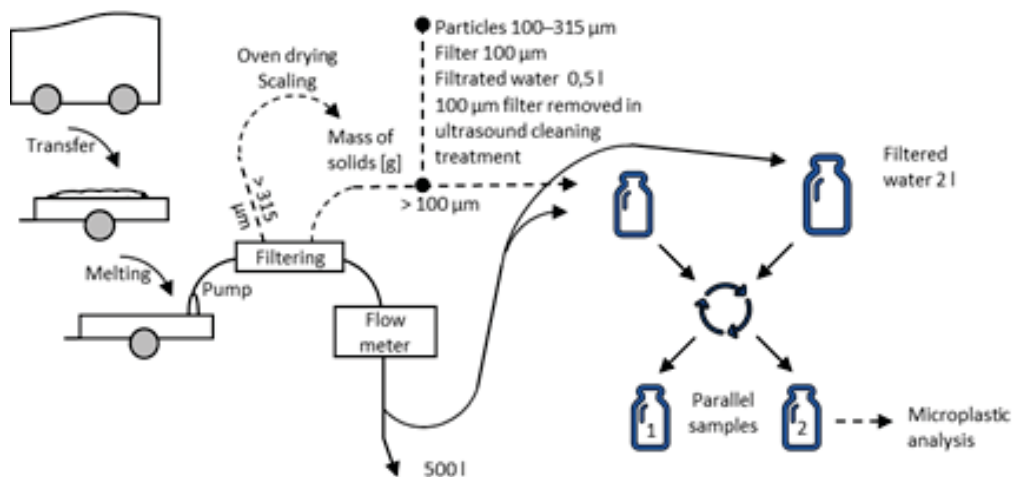 Particles 100–315 µm
Filter 100 µm
Filtrated water 0,5 l
100 µm filter removed in
ultrasound cleaning
treatment
Oven drying
Scaling
Mass of
solids [g]
Transfer
> 315
µm
> 100 µm
Filtered
water 2 l
Filtering
Melting
Pump
Flow
meter
1
Parallel
samples
2
Microplastic
analysis
500 l